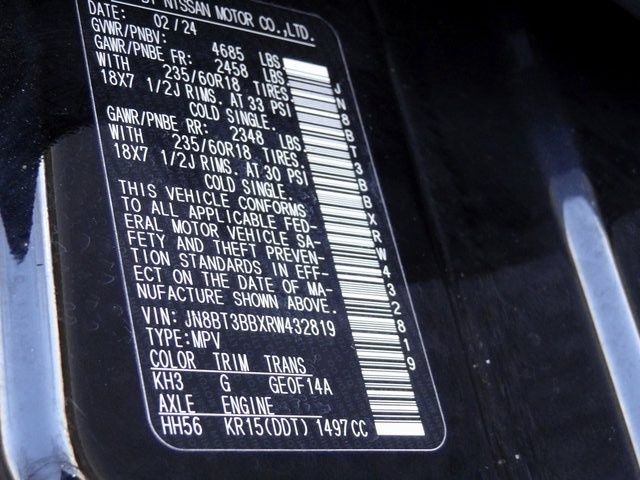 BY NISSAN MOTOR CO.,LTD.
DATE: 02/24
GVWR/PNBV: 4685 LBS
GAWR/PNBE FR: 2458 LBS
WITH 235/60R18 TIRES,
18X7 1/2J RIMS. AT 33 PSI
COLD SINGLE.
GAWR/PNBE RR: 2348 LBS
WITH 235/60R18 TIRES.
18X7 1/2J RIMS. AT 30 PSI
COLD SINGLE.
THIS VEHICLE CONFORMS
TO ALL APPLICABLE FED-
ERAL MOTOR VEHICLE SA-
FETY AND THEFT PREVEN-
TION STANDARDS IN EFF-
ECT ON THE DATE OF MA-
NUFACTURE SHOWN ABOVE.
VIN: JN8BT3BBXRW432819
TYPE:MPV
COLOR TRIM TRANS
KH3 G GEOF14A
AXLE ENGINE
HH56 KR15(DDT) 1497CC
JN8BT3BBXRW432819